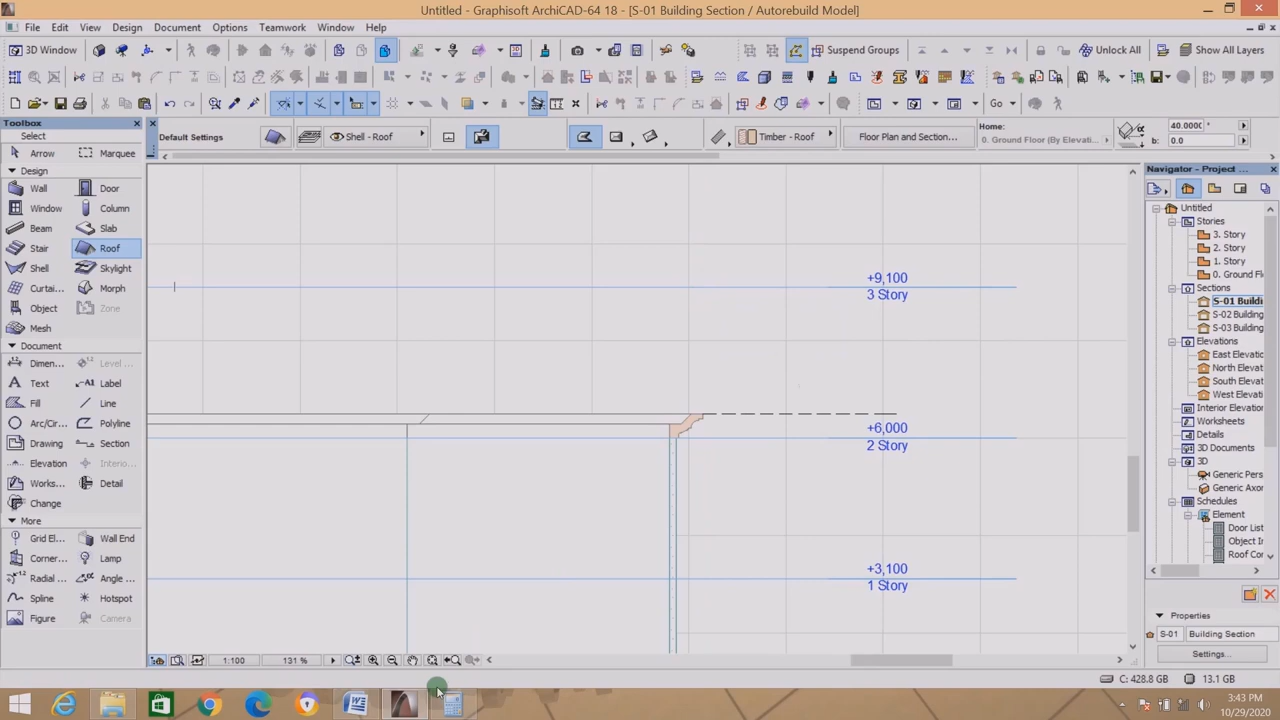 Untitled - Graphisoft ArchiCAD-64 18 - [S-01 Building Section / Autorebuild Model]
File Edit View Design Document Options Teamwork Window Help
3D Window
Suspend Groups
Unlock All
Show All Layers
Go
Toolbox
Select
Arrow
Marquee
Design
Wall
Door
Window
Column
Beam
Slab
Stair
Roof
Shell
Skylight
Curtai...
Morph
Object
Zone
Mesh
Document
Dimen...
Level ...
Text
Label
Fill
Line
Arc/Cir...
Polyline
Drawing
Section
Elevation
Interio...
Works...
Detail
Change
More
Grid El...
Wall End
Corner...
Lamp
Radial ...
Angle ...
Spline
Hotspot
Figure
Camera
Default Settings
Shell - Roof
Timber - Roof
Floor Plan and Section...
Home:
0. Ground Floor (By Elevati...
40.0000°
b: 0.0
+9,100
3 Story
+6,000
2 Story
+3,100
1 Story
1:100
131 %
Navigator - Project ...
Untitled
Stories
3. Story
2. Story
1. Story
0. Ground Fl
Sections
S-01 Buildi
S-02 Building
S-03 Building
Elevations
East Elevatio
North Elevat
South Elevat
West Elevati
Interior Elevation
Worksheets
Details
3D Documents
3D
Generic Pers
Generic Axon
Schedules
Element
Door List
Object In
Roof Cor
Properties
S-01
Building Section
Settings...
C: 428.8 GB
13.1 GB
3:43 PM
10/29/2020